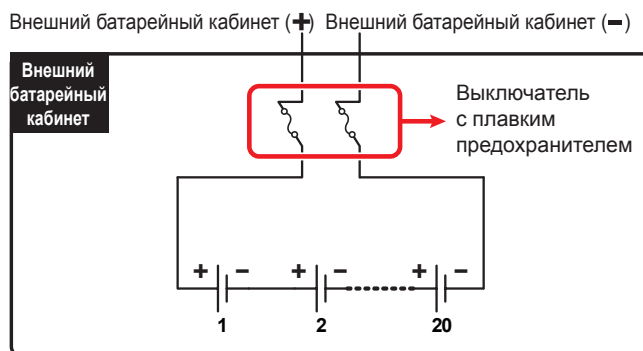 Внешний батарейный кабинет (+) Внешний батарейный кабинет (−)
Внешний
батарейный
кабинет
Выключатель
с плавким
предохранителем
+ − + − + −
1 2 20